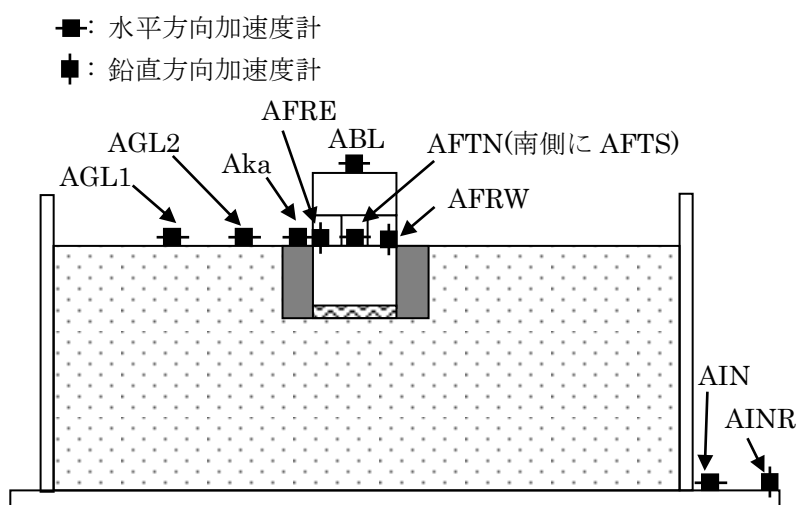 : 水平方向加速度計
: 鉛直方向加速度計
AFRE
ABL
AGL2
AFTN(南側に AFTS)
Aka
AGL1
AFRW
AIN
AINR